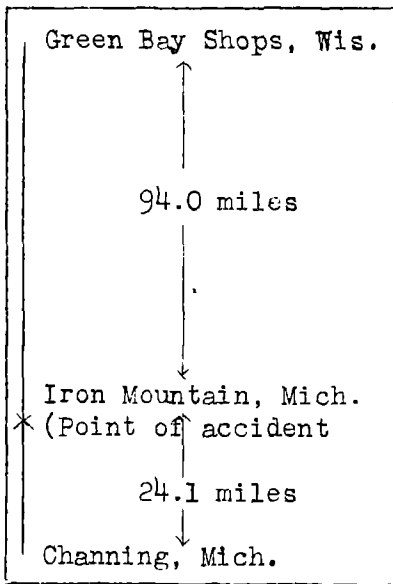 Green Bay Shops, Wis.
94.0 miles
Iron Mountain, Mich.
(Point of accident
24.1 miles
Channing, Mich.